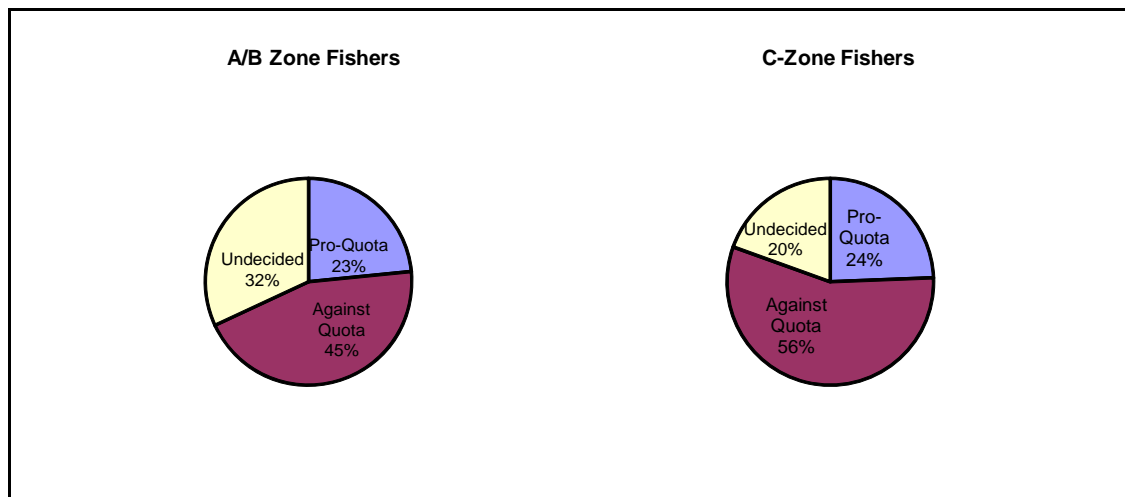 A/B Zone Fishers
Undecided
32%
Pro-Quota
23%
Against
Quota
45%
C-Zone Fishers
Undecided
20%
Pro-
Quota
24%
Against
Quota
56%